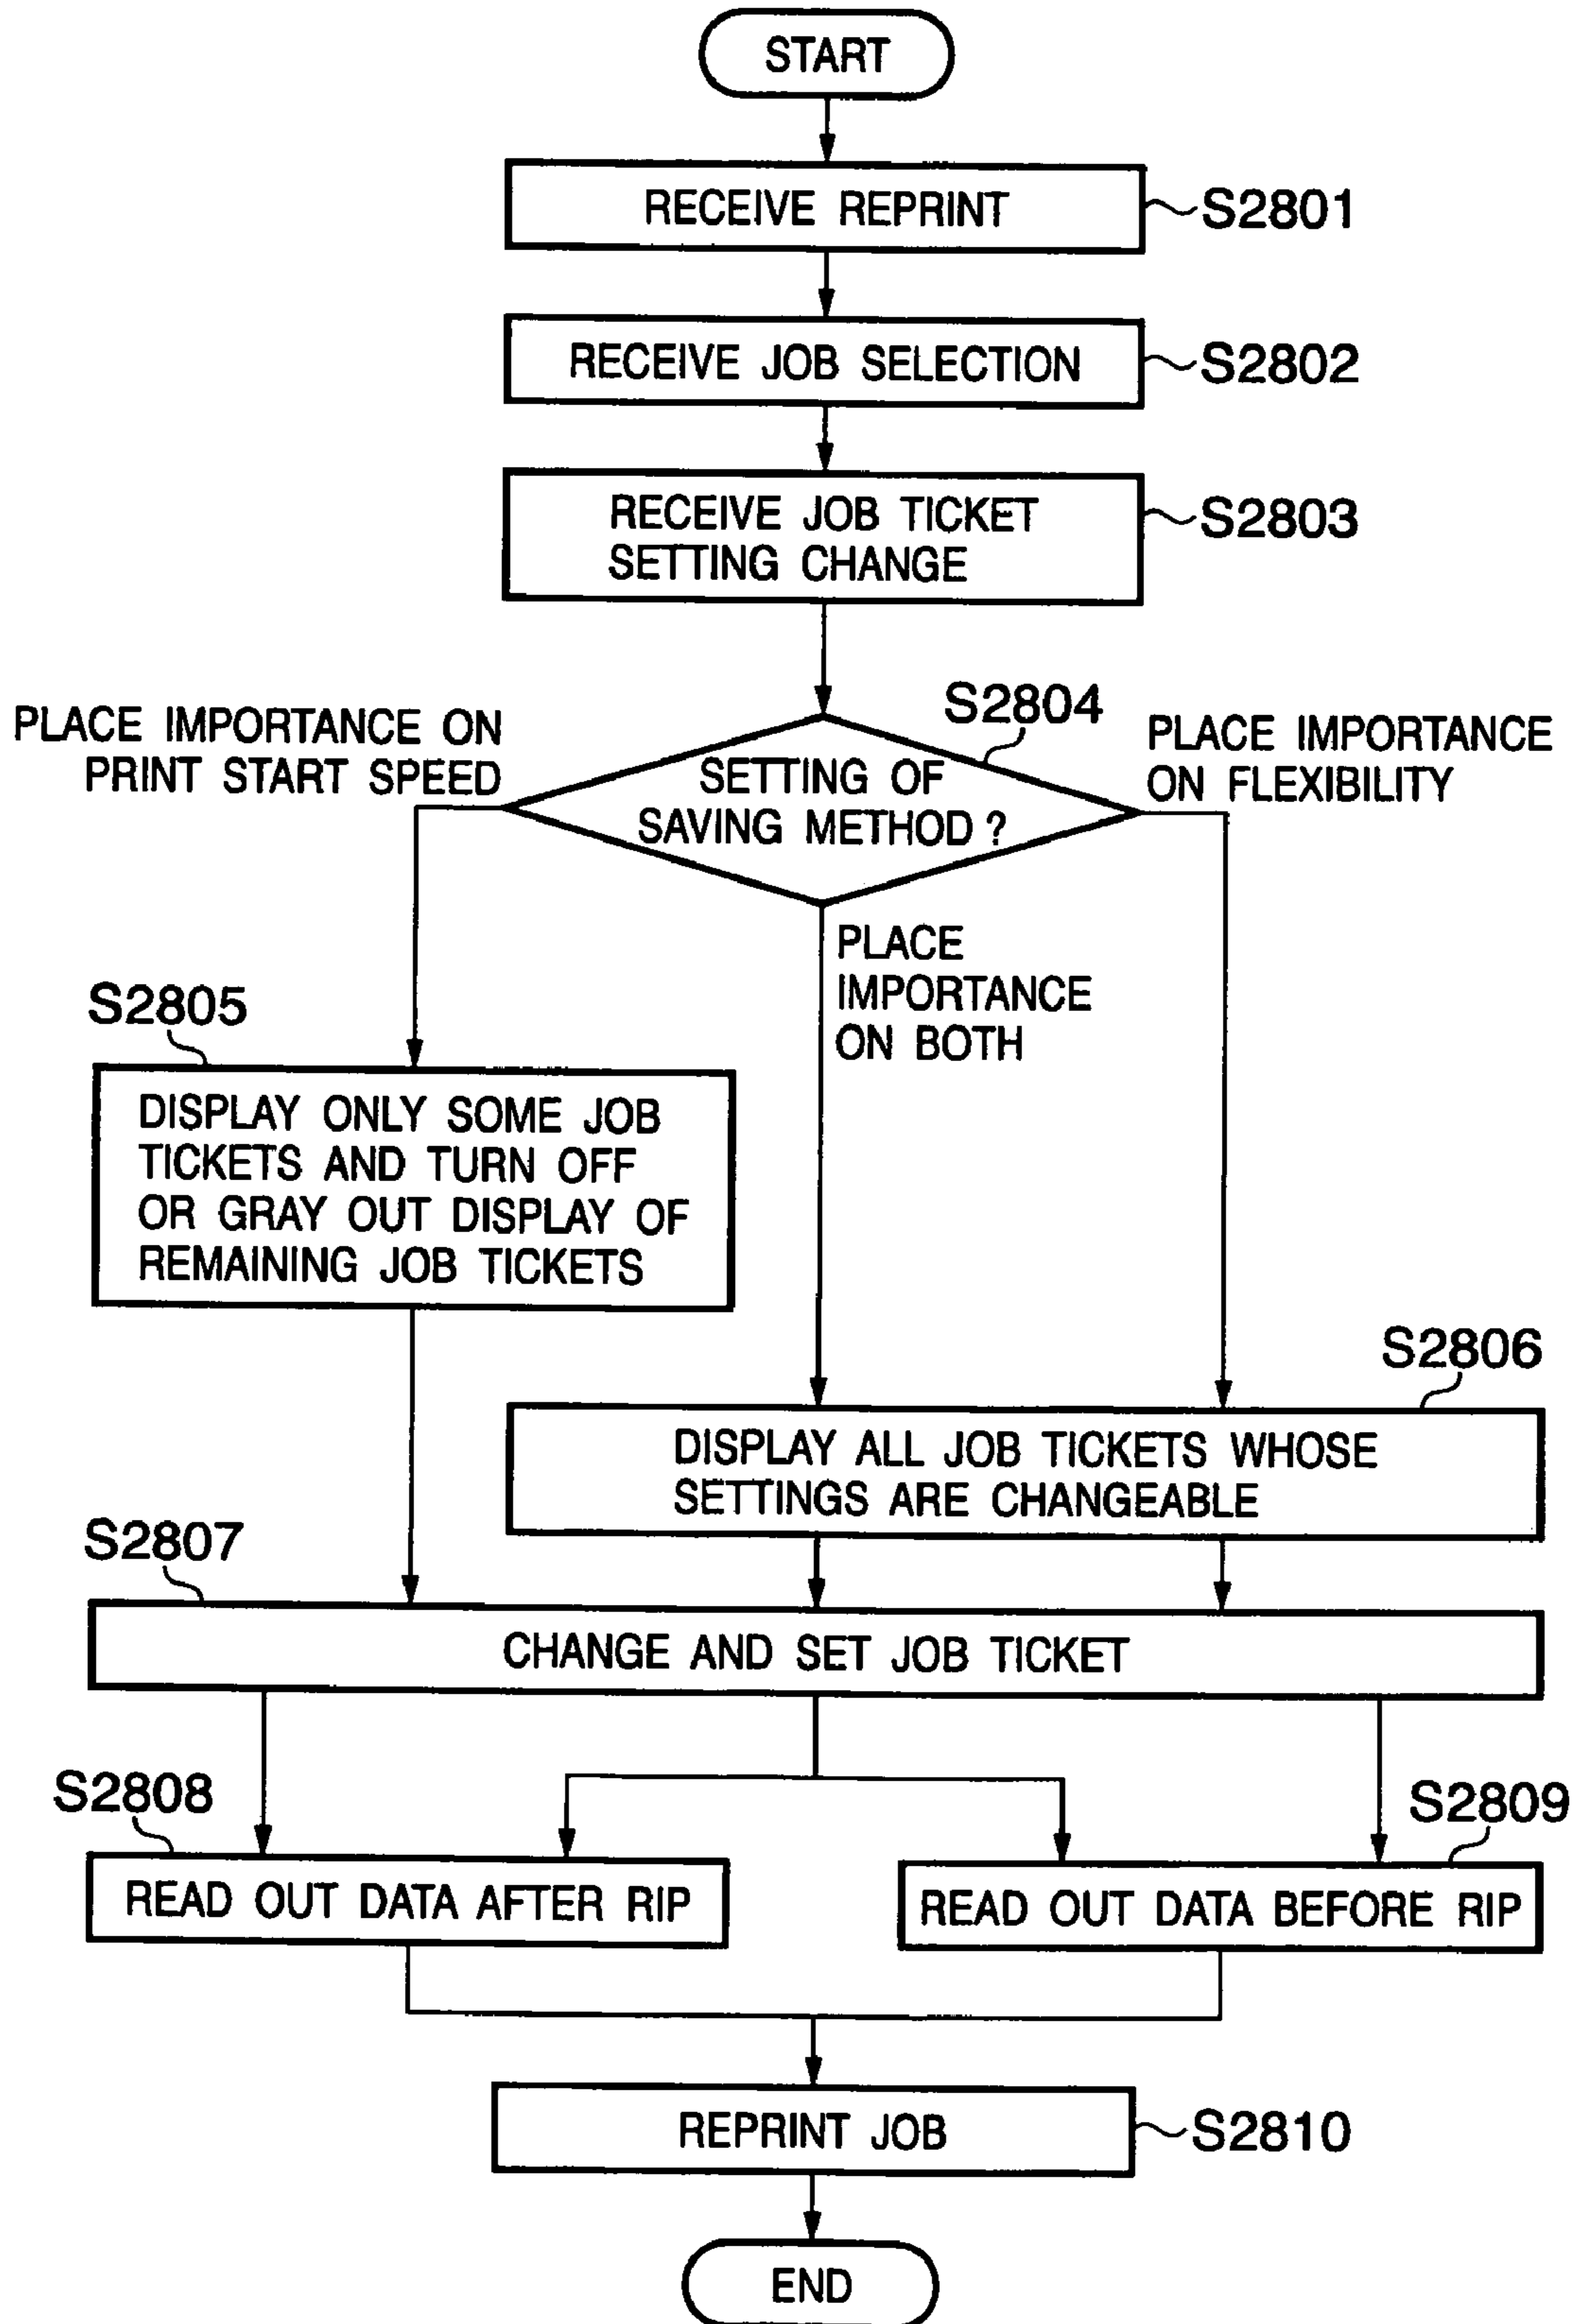 START
RECEIVE REPRINT
S2801
RECEIVE JOB SELECTION
S2802
RECEIVE JOB TICKET
SETTING CHANGE
S2803
S2804
PLACE IMPORTANCE ON
PRINT START SPEED
SETTING OF
SAVING METHOD ?
PLACE IMPORTANCE
ON FLEXIBILITY
PLACE
IMPORTANCE
ON BOTH
S2805
DISPLAY ONLY SOME JOB
TICKETS AND TURN OFF
OR GRAY OUT DISPLAY OF
REMAINING JOB TICKETS
S2806
DISPLAY ALL JOB TICKETS WHOSE
SETTINGS ARE CHANGEABLE
S2807
CHANGE AND SET JOB TICKET
S2808
READ OUT DATA AFTER RIP
S2809
READ OUT DATA BEFORE RIP
REPRINT JOB
S2810
END